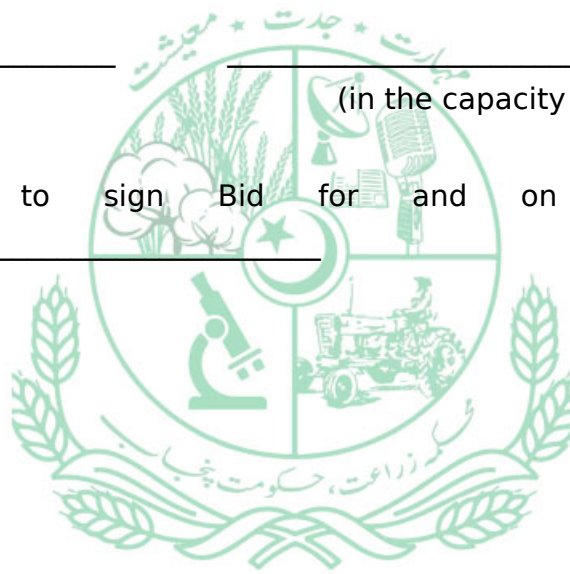 مہارت ★ جدت ★ معیشت
(in the capacity
to sign Bid for and on
محکمہ زراعت، حکومت پنجاب